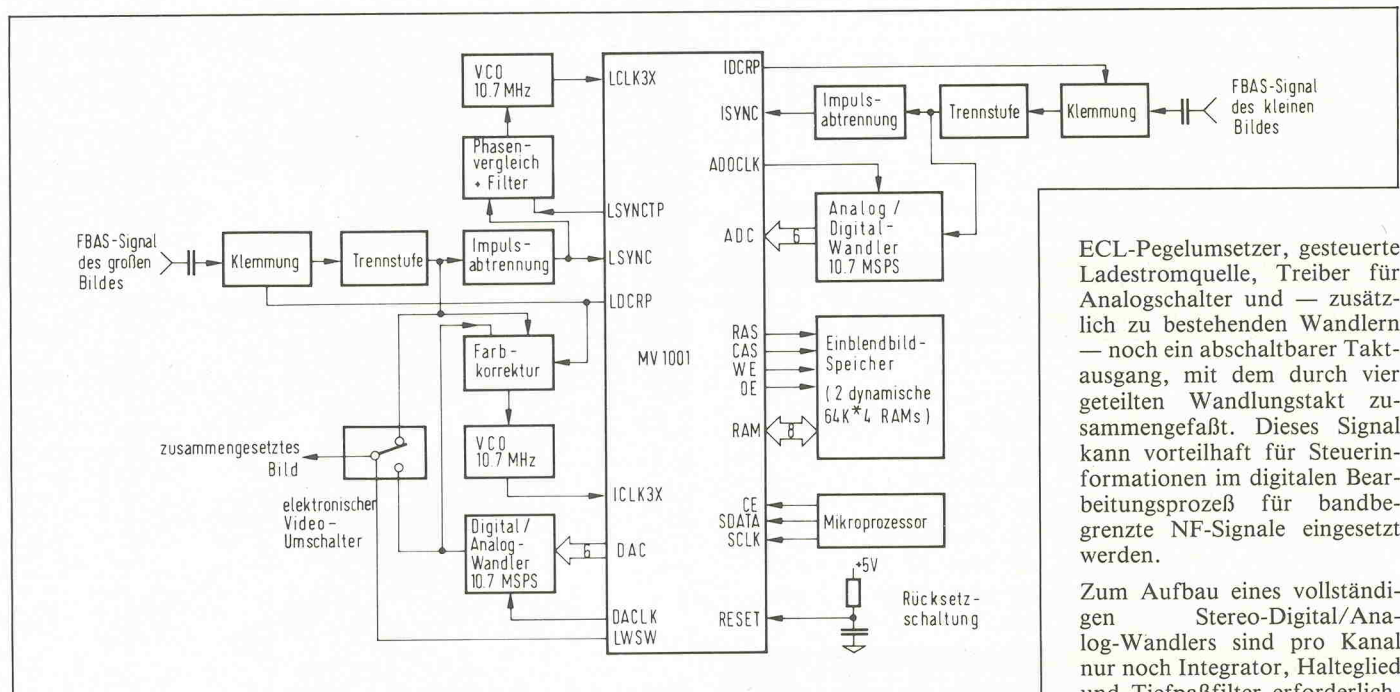 VCO
10.7 MHz
LCLK3X
Phasen-
vergleich
+ Filter
LSYNCTP
FBAS-Signal
des großen
Bildes
Klemmung
Trennstufe
Impuls-
abtrennung
LSYNC
LDCRP
Farb-
korrektur
MV 1001
zusammengesetztes
Bild
elektronischer
Video-
Umschalter
VCO
10.7 MHz
ICLK3X
Digital/
Analog-
Wandler
10.7 MSPS
6
DAC
DACLK
LWSW
IDCRP
ISYNC
Impuls-
abtrennung
Trennstufe
Klemmung
FBAS-Signal
des kleinen
Bildes
ADOCLK
ADC
6
Analog /
Digital-
Wandler
10.7 MSPS
RAS
CAS
WE
OE
RAM
8
Einblendbild-
Speicher
( 2 dynamische
64K*4 RAMs )
CE
SDATA
SCLK
Mikroprozessor
+5V
RESET
Rücksetz-
schaltung
ECL-Pegelumsetzer, gesteuerte
Ladestromquelle, Treiber für
Analogschalter und — zusätz-
lich zu bestehenden Wandlern
— noch ein abschaltbarer Takt-
ausgang, mit dem durch vier
geteilten Wandlungstakt zu-
sammengefaßt. Dieses Signal
kann vorteilhaft für Steuerin-
formationen im digitalen Bear-
beitungsprozeß für bandbe-
grenzte NF-Signale eingesetzt
werden.
Zum Aufbau eines vollständi-
gen Stereo-Digital/Ana-
log-Wandlers sind pro Kanal
nur noch Integrator, Halteglied
und Tiefpaßfilter erforderlich.